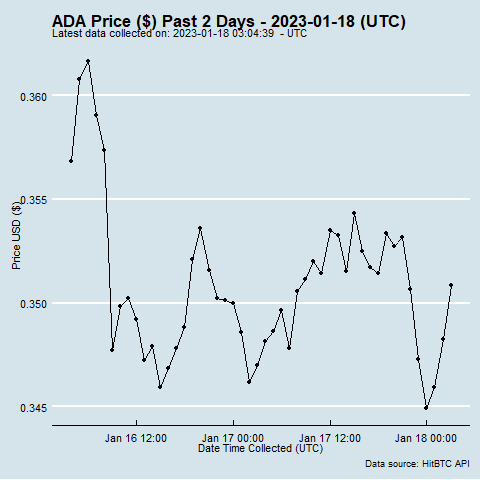 ADA Price ($) Past 2 Days - 2023-01-18 (UTC)
Latest data collected on: 2023-01-18 03:04:39 - UTC
0.360
0.355
0.350
0.345
Price USD ($)
Jan 16 12:00 Jan 17 00:00 Jan 17 12:00 Jan 18 00:00
Date Time Collected (UTC)
Data source: HitBTC API